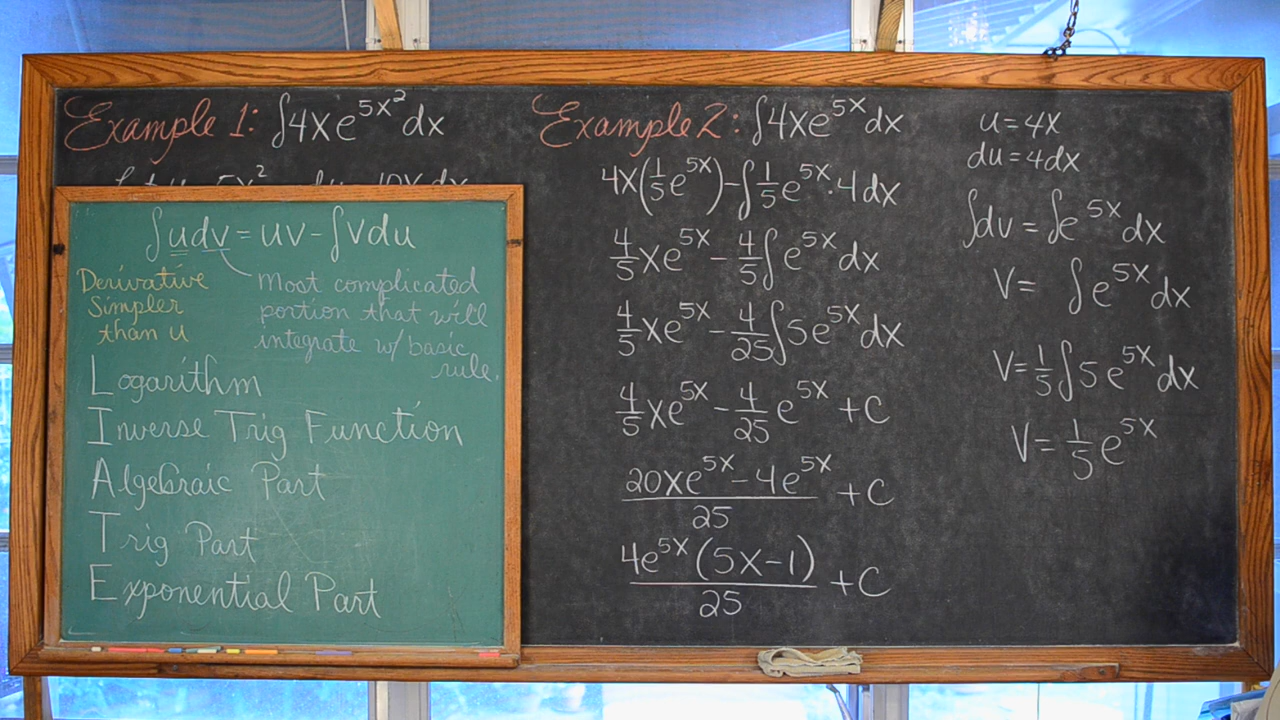 Example 1: ∫4xe^{5x^2}dx
∫udv = uv-∫vdu
Derivative
Simpler
than u
Most complicated
portion that will
integrate w/ basic
rule.
Logarithm
Inverse Trig Function
Algebraic Part
Trig Part
Exponential Part
Example 2: ∫4xe^{5x}dx
4x(1/5 e^{5x})-∫1/5 e^{5x}·4dx
4/5 xe^{5x} - 4/5 ∫e^{5x}dx
4/5 xe^{5x} - 4/25 ∫5e^{5x}dx
4/5 xe^{5x} - 4/25 e^{5x} +C
(20xe^{5x}-4e^{5x})/25 +C
4e^{5x}(5x-1)/25 +C
u=4x
du=4dx
∫dv = ∫e^{5x}dx
V= ∫e^{5x}dx
V=1/5 ∫5e^{5x}dx
V= 1/5 e^{5x}